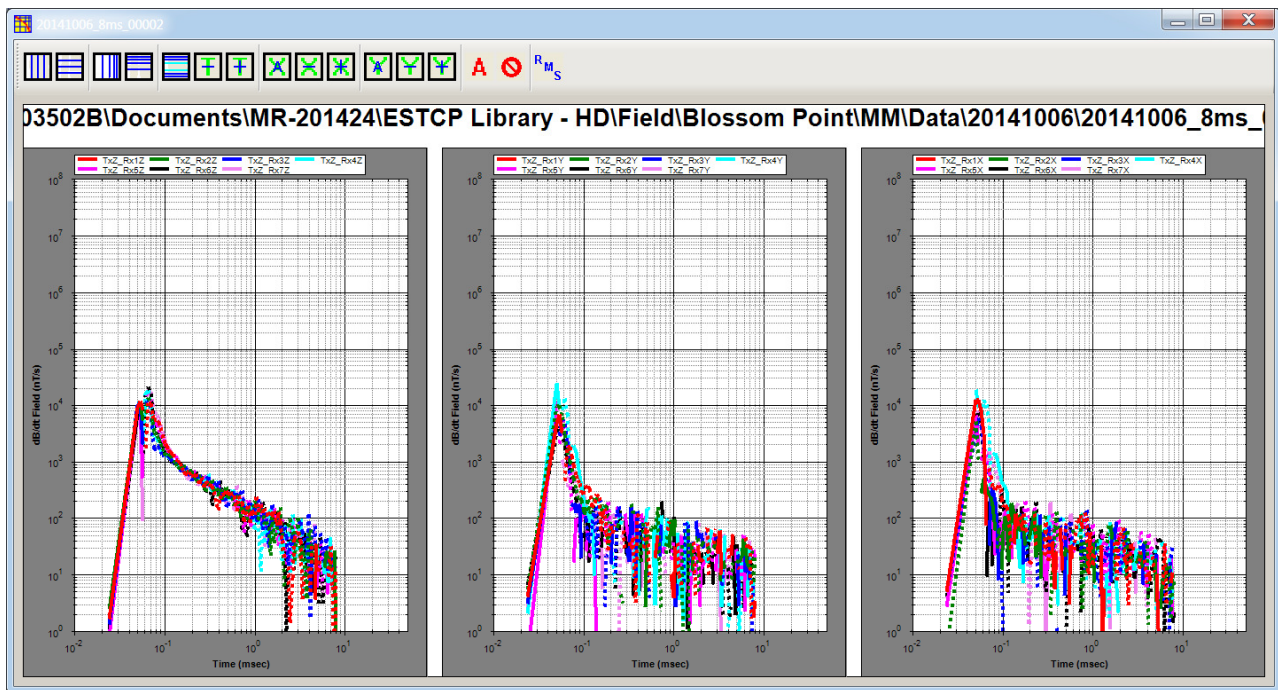 20141006_8ms_00002
A A A RMS
03502B\Documents\MR-201424\ESTCP Library - HD\Field\Blossom Point\MM\Data\20141006\20141006_8ms_(
TxZ_Rx1Z TxZ_Rx2Z TxZ_Rx3Z TxZ_Rx4Z
TxZ_Rx5Z TxZ_Rx6Z TxZ_Rx7Z
10^8
10^7
10^6
10^5
10^4
10^3
10^2
10^1
10^0
dB/dt Field (nT/s)
10^-2 10^-1 10^0 10^1
Time (msec)
TxZ_Rx1Y TxZ_Rx2Y TxZ_Rx3Y TxZ_Rx4Y
TxZ_Rx5Y TxZ_Rx6Y TxZ_Rx7Y
10^8
10^7
10^6
10^5
10^4
10^3
10^2
10^1
10^0
dB/dt Field (nT/s)
10^-2 10^-1 10^0 10^1
Time (msec)
TxZ_Rx1X TxZ_Rx2X TxZ_Rx3X TxZ_Rx4X
TxZ_Rx5X TxZ_Rx6X TxZ_Rx7X
10^8
10^7
10^6
10^5
10^4
10^3
10^2
10^1
10^0
dB/dt Field (nT/s)
10^-2 10^-1 10^0 10^1
Time (msec)